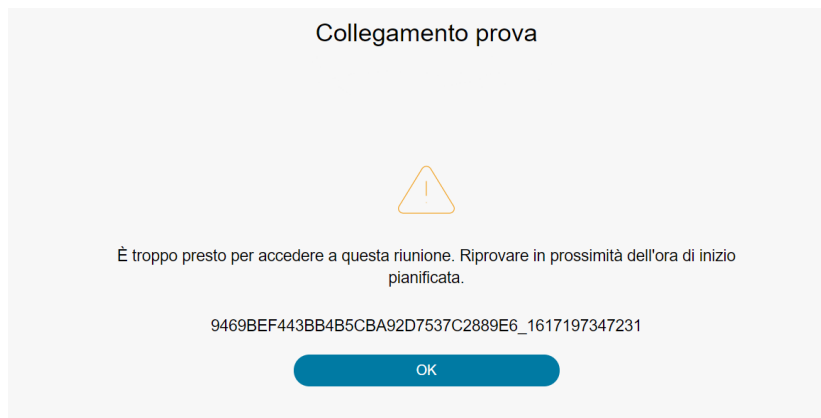 Collegamento prova
È troppo presto per accedere a questa riunione. Riprovare in prossimità dell'ora di inizio
pianificata.
9469BEF443BB4B5CBA92D7537C2889E6_1617197347231
OK